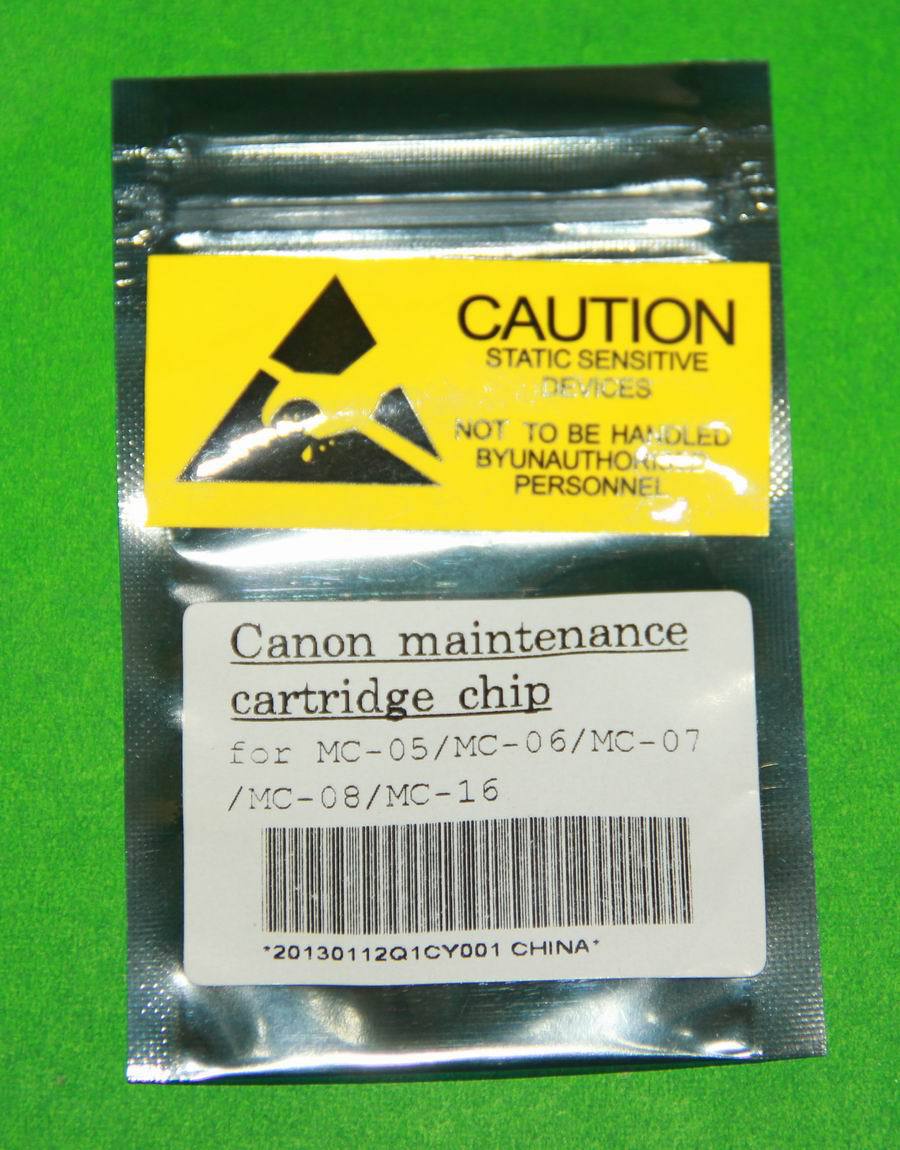 CAUTION
STATIC SENSITIVE
DEVICES
NOT TO BE HANDLED
PERSONNEL
Canon maintenance
cartridge chip
for MC-05/MC-06/MC-07
/MC-08/MC-16
*20130112Q1CY001 CHINA*